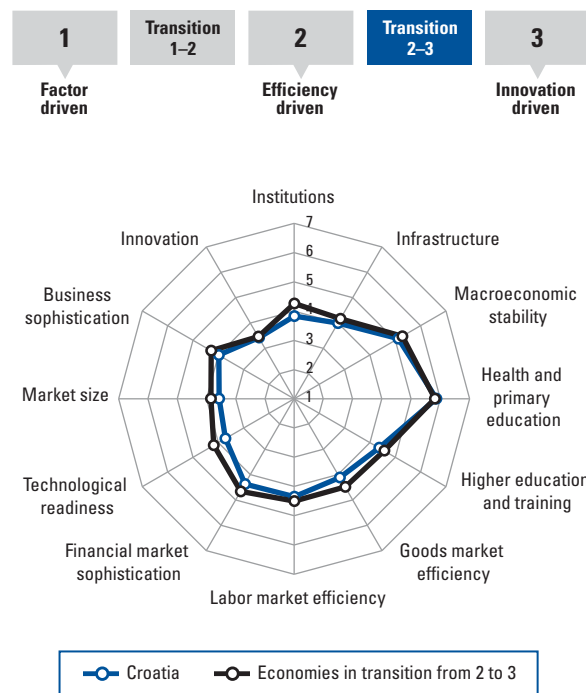 1
Transition
1–2
2
Transition
2–3
3
Factor
driven
Efficiency
driven
Innovation
driven
Institutions
7
Innovation
6
Infrastructure
5
Business
sophistication
Macroeconomic
stability
4
3
Market size
2
1
Health and
primary
education
Technological
readiness
Higher education
and training
Financial market
sophistication
Goods market
efficiency
Labor market efficiency
Croatia
Economies in transition from 2 to 3